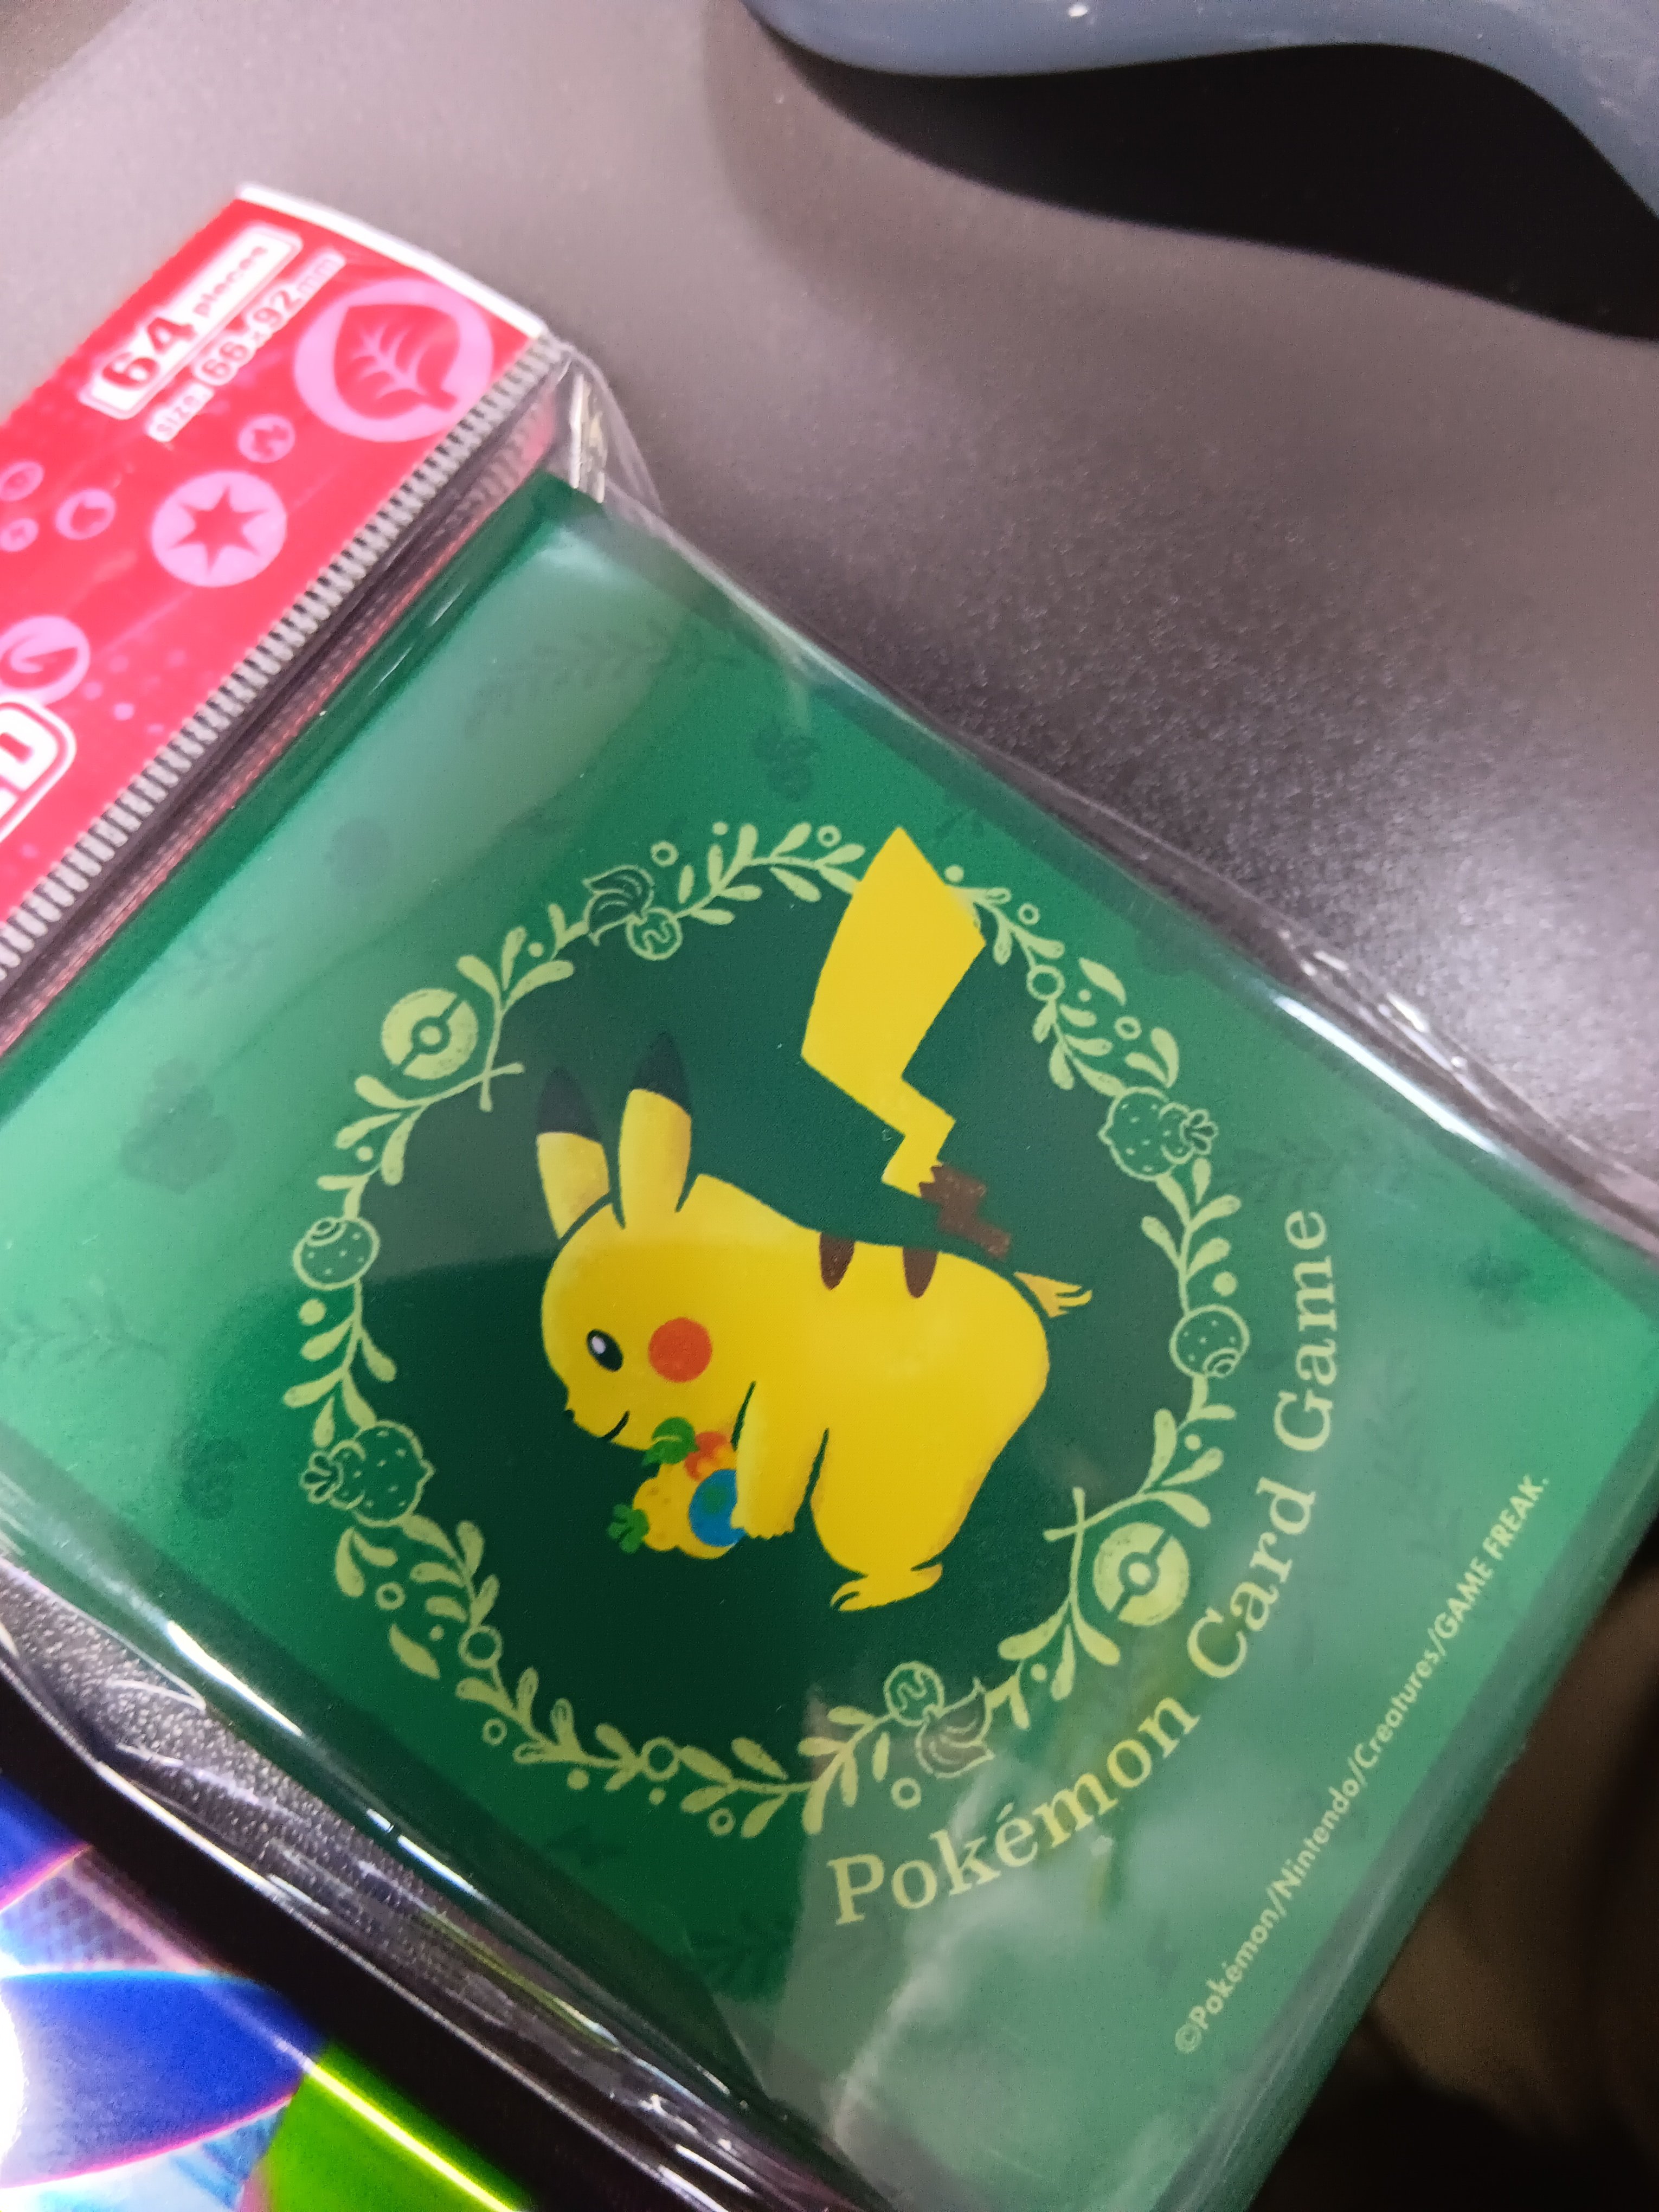 64 pieces
size. 66×92mm
Pokémon Card Game
©Pokémon/Nintendo/Creatures/GAME FREAK.